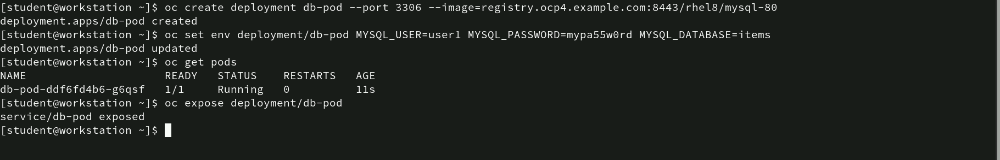 [student@workstation ~]$ oc create deployment db-pod --port 3306 --image=registry.ocp4.example.com:8443/rhel8/mysql-80
deployment.apps/db-pod created
[student@workstation ~]$ oc set env deployment/db-pod MYSQL_USER=user1 MYSQL_PASSWORD=mypa55w0rd MYSQL_DATABASE=items
deployment.apps/db-pod updated
[student@workstation ~]$ oc get pods
NAME                     READY   STATUS    RESTARTS   AGE
db-pod-ddf6fd4b6-g6qsf   1/1     Running   0          11s
[student@workstation ~]$ oc expose deployment/db-pod
service/db-pod exposed
[student@workstation ~]$